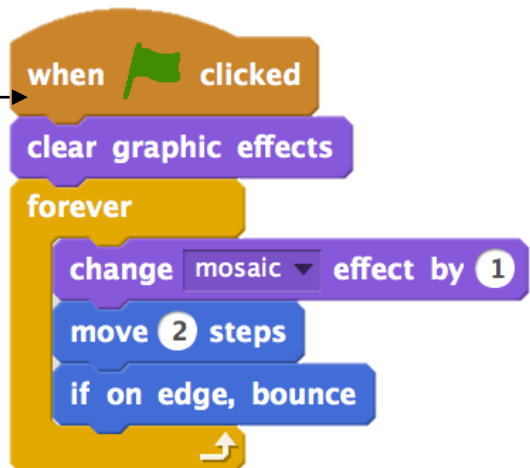 when clicked
clear graphic effects
forever
change mosaic effect by 1
move 2 steps
if on edge, bounce